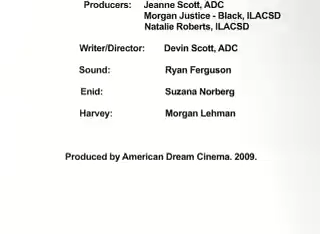 Producers: Jeanne Scott, ADC
Morgan Justice - Black, ILACSD
Natalie Roberts, ILACSD
Writer/Director: Devin Scott, ADC
Sound: Ryan Ferguson
Enid: Suzana Norberg
Harvey: Morgan Lehman
Produced by American Dream Cinema. 2009.